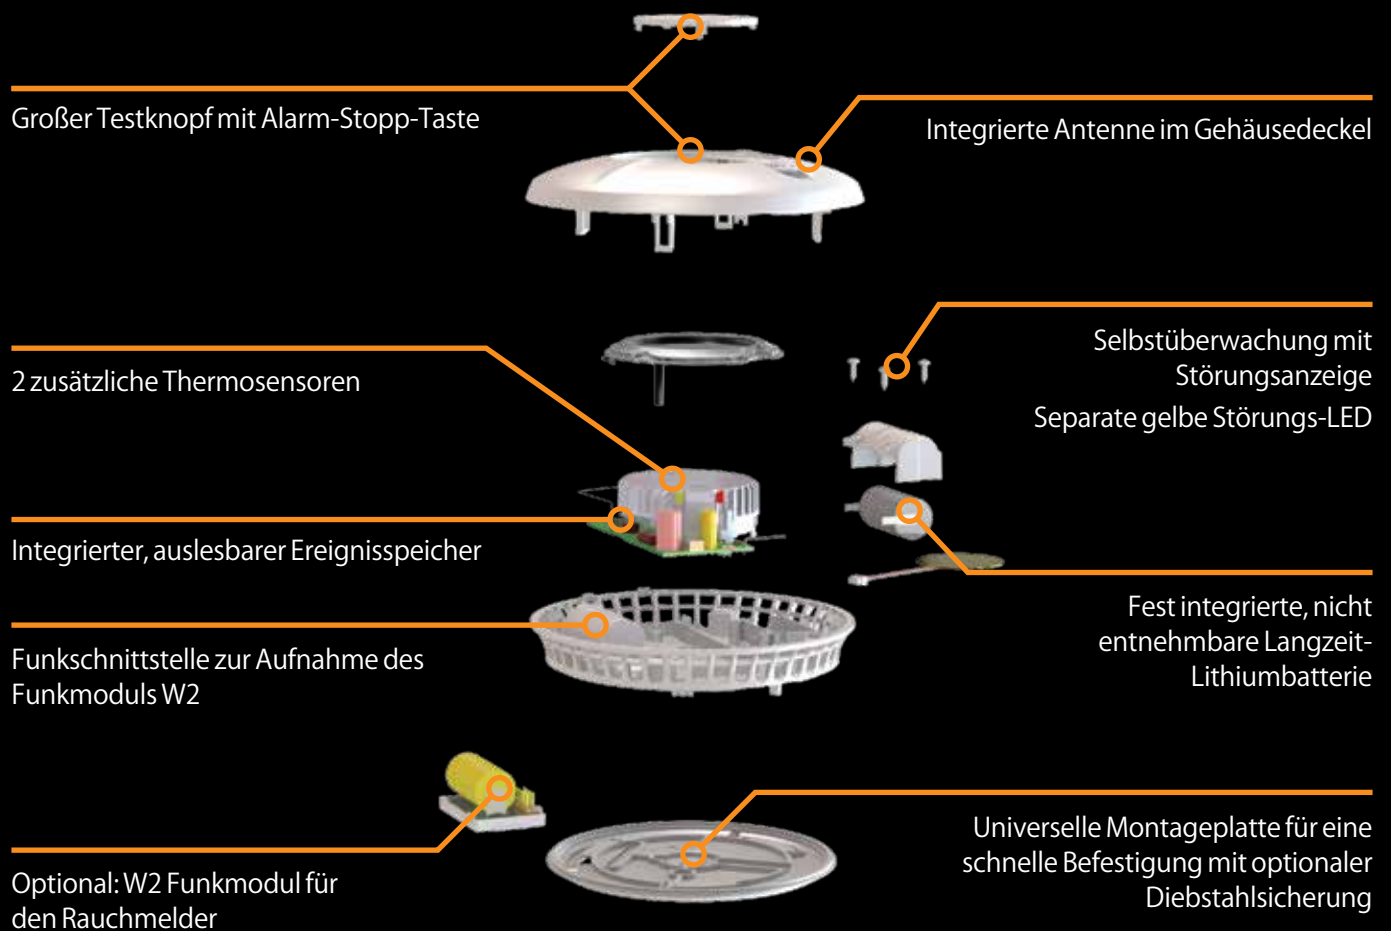 Großer Testknopf mit Alarm-Stopp-Taste
Integrierte Antenne im Gehäusedeckel
2 zusätzliche Thermosensoren
Selbstüberwachung mit
Störungsanzeige
Separate gelbe Störungs-LED
Integrierter, auslesbarer Ereignisspeicher
Fest integrierte, nicht
entnehmbare Langzeit-
Lithiumbatterie
Funkschnittstelle zur Aufnahme des
Funkmoduls W2
Optional: W2 Funkmodul für
den Rauchmelder
Universelle Montageplatte für eine
schnelle Befestigung mit optionaler
Diebstahlsicherung